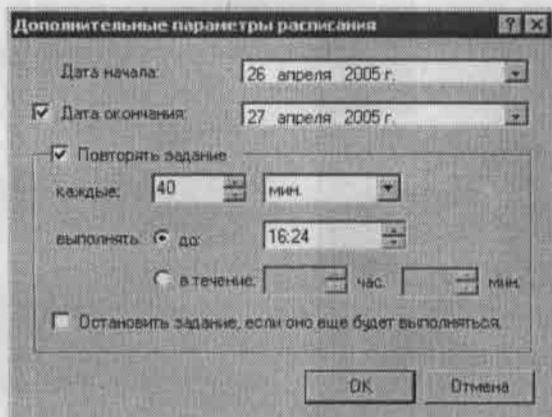 Дополнительные параметры расписания
Дата начала: 26 апреля 2005 г.
Дата окончания: 27 апреля 2005 г.
Повторять задание
каждые: 40 мин.
выполнять: до: 16:24
в течение: час. мин.
Остановить задание, если оно еще будет выполняться.
OK Отмена